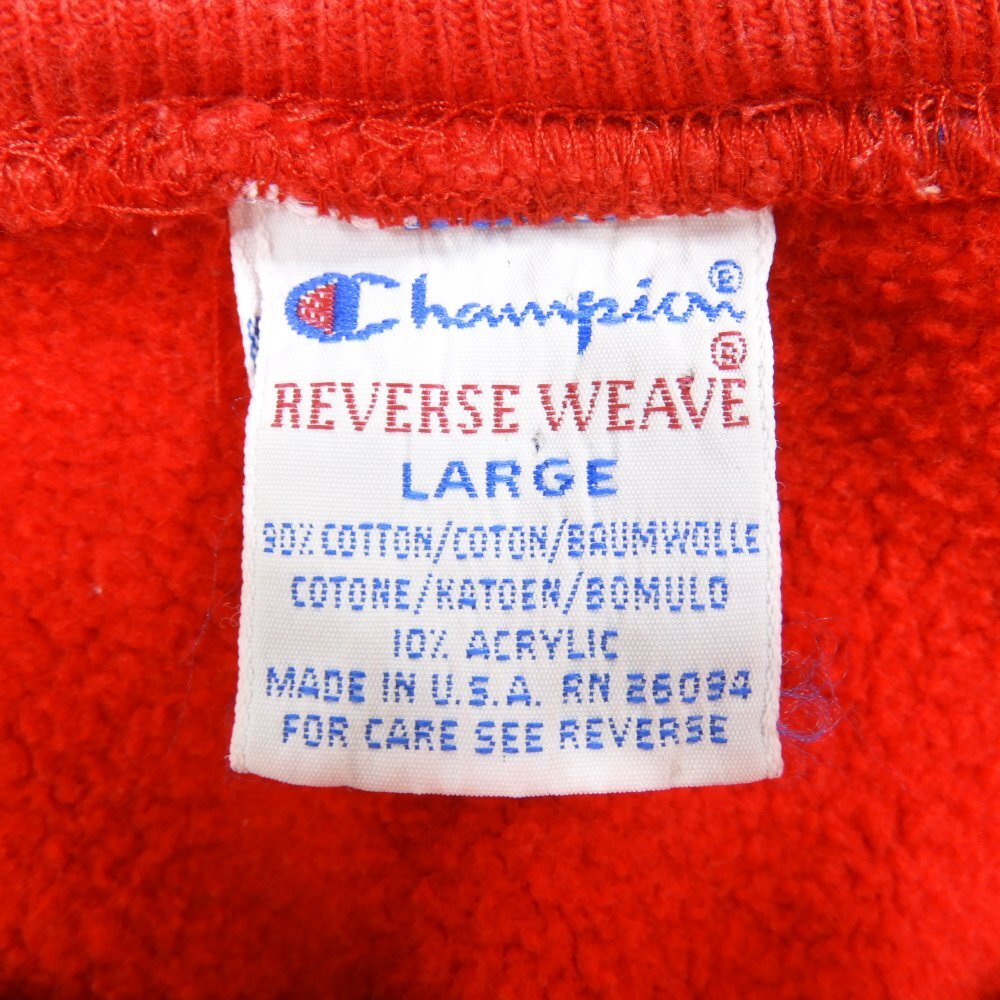 Champion®
REVERSE WEAVE®
LARGE
90% COTTON/COTON/BAUMWOLLE
COTONE/KATOEN/BOMULD
10% ACRYLIC
MADE IN U.S.A. RN 26094
FOR CARE SEE REVERSE